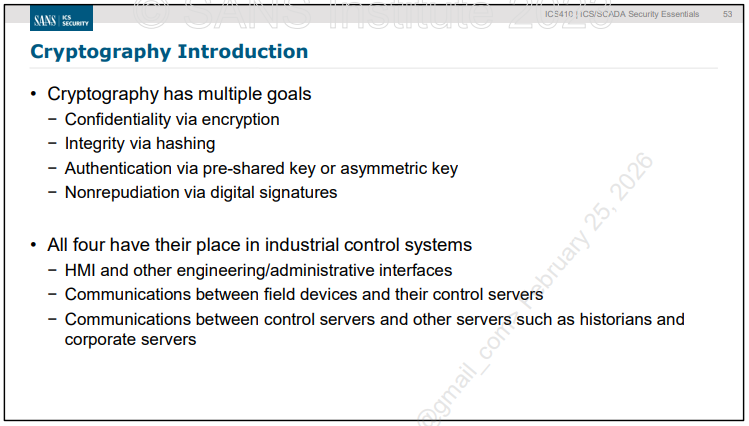 © SANS Institute 2026
SANS ICS SECURITY
ICS410 | ICS/SCADA Security Essentials 53
Cryptography Introduction
• Cryptography has multiple goals
− Confidentiality via encryption
− Integrity via hashing
− Authentication via pre-shared key or asymmetric key
− Nonrepudiation via digital signatures
• All four have their place in industrial control systems
− HMI and other engineering/administrative interfaces
− Communications between field devices and their control servers
− Communications between control servers and other servers such as historians and
corporate servers
@gmail_com February 25, 2026